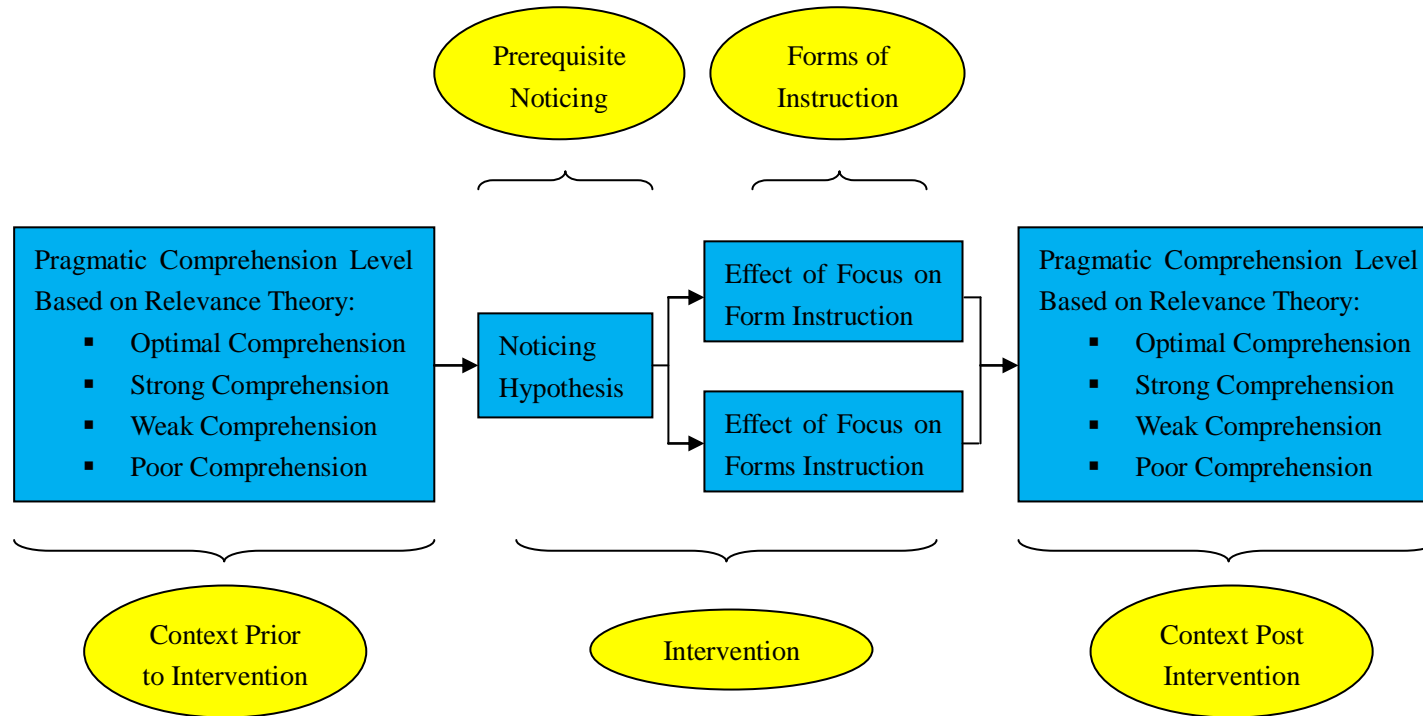 Prerequisite
Noticing
Forms of
Instruction
Pragmatic Comprehension Level
Based on Relevance Theory:
▪ Optimal Comprehension
▪ Strong Comprehension
▪ Weak Comprehension
▪ Poor Comprehension
Noticing
Hypothesis
Effect of Focus on
Form Instruction
Effect of Focus on
Forms Instruction
Pragmatic Comprehension Level
Based on Relevance Theory:
▪ Optimal Comprehension
▪ Strong Comprehension
▪ Weak Comprehension
▪ Poor Comprehension
Context Prior
to Intervention
Intervention
Context Post
Intervention